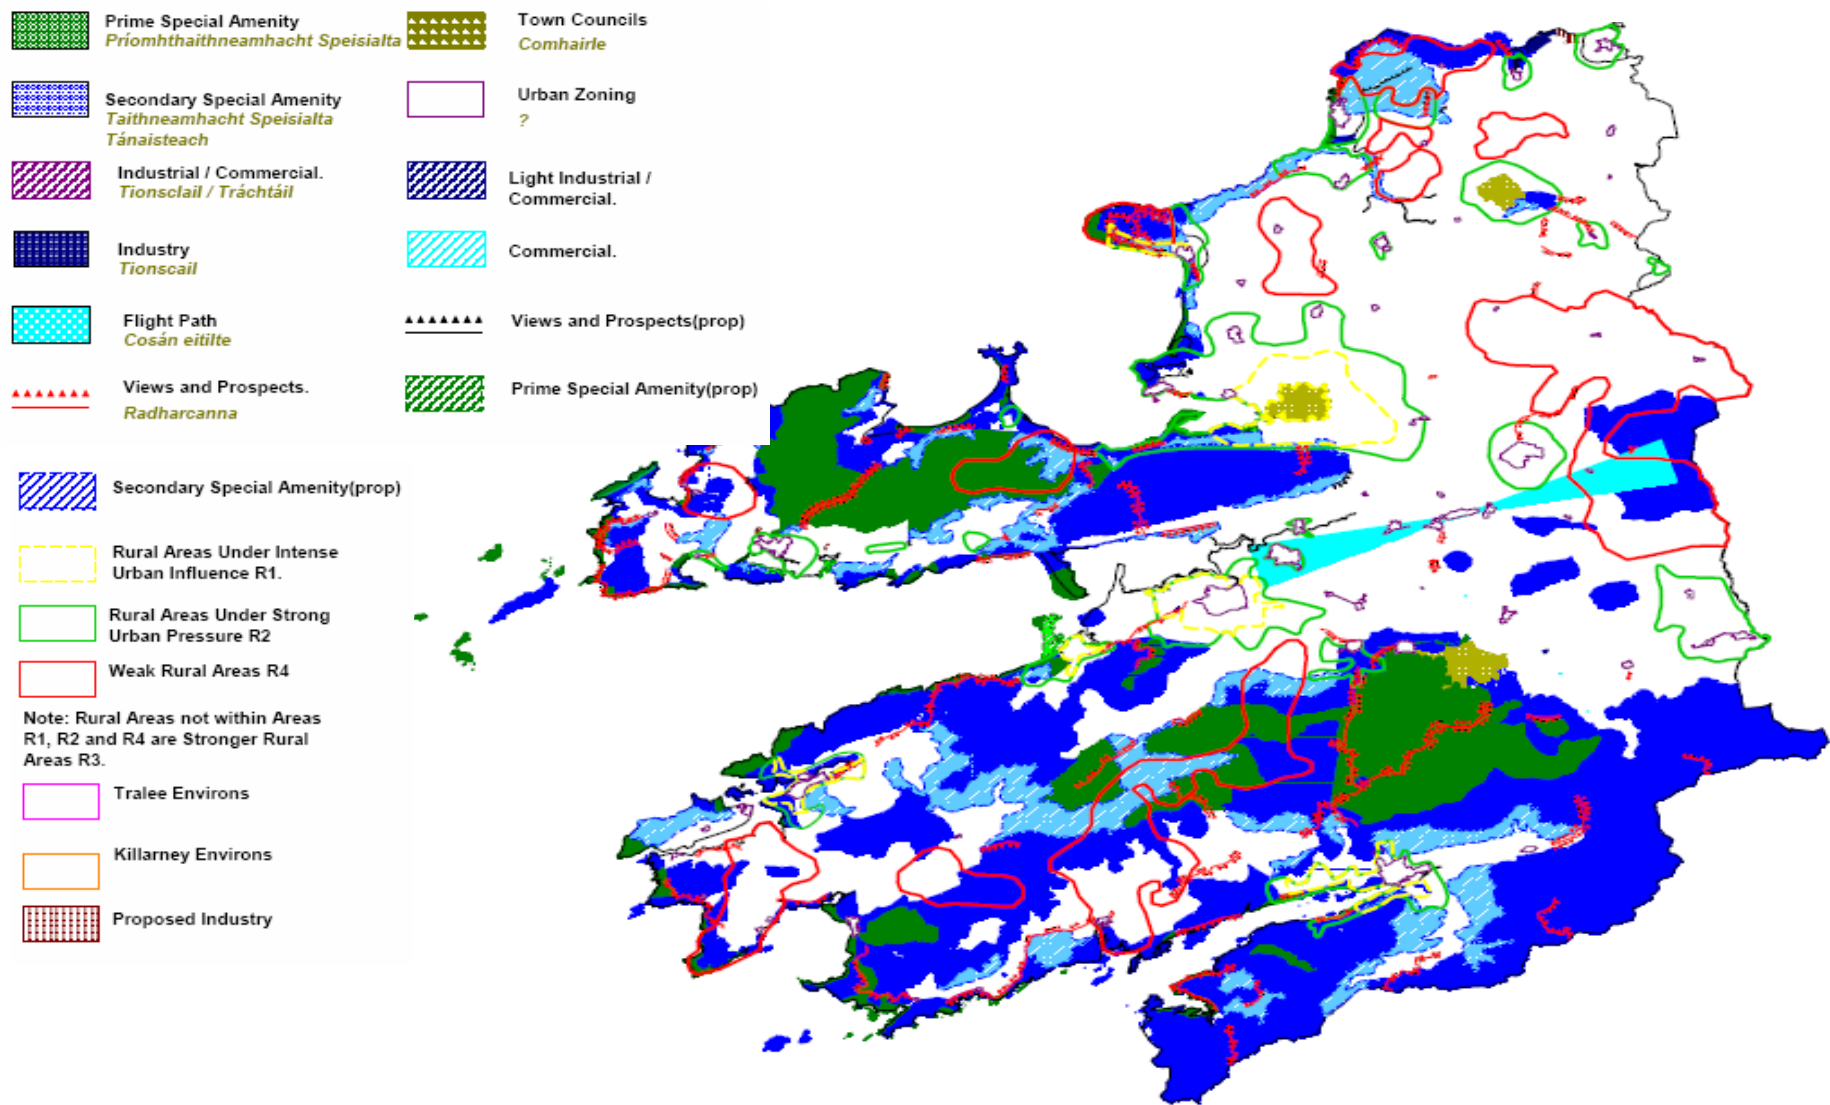 Prime Special Amenity
Príomhthaithneamhacht Speisialta
Secondary Special Amenity
Taithneamhacht Speisialta
Tánaisteach
Industrial / Commercial.
Tionsclail / Tráchtáil
Industry
Tionscail
Flight Path
Cosán eitilte
Views and Prospects.
Radharcanna
Town Councils
Comhairle
Urban Zoning
?
Light Industrial /
Commercial.
Commercial.
Views and Prospects(prop)
Prime Special Amenity(prop)
Secondary Special Amenity(prop)
Rural Areas Under Intense
Urban Influence R1.
Rural Areas Under Strong
Urban Pressure R2
Weak Rural Areas R4
Note: Rural Areas not within Areas
R1, R2 and R4 are Stronger Rural
Areas R3.
Tralee Environs
Killarney Environs
Proposed Industry